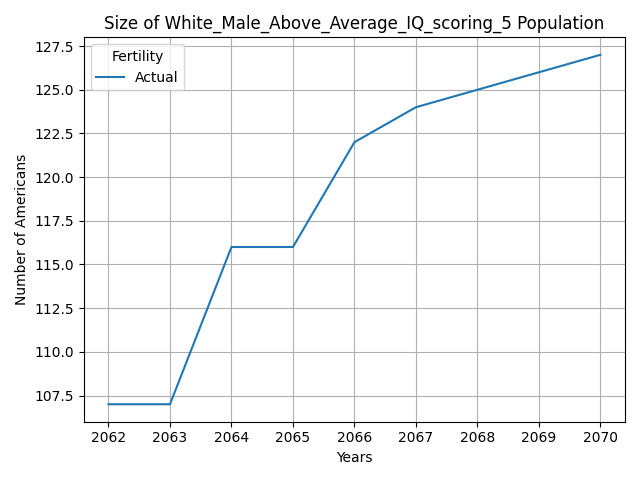 Size of White_Male_Above_Average_IQ_scoring_5 Population
Fertility
Actual
Number of Americans
127.5
125.0
122.5
120.0
117.5
115.0
112.5
110.0
107.5
2062 2063 2064 2065 2066 2067 2068 2069 2070
Years